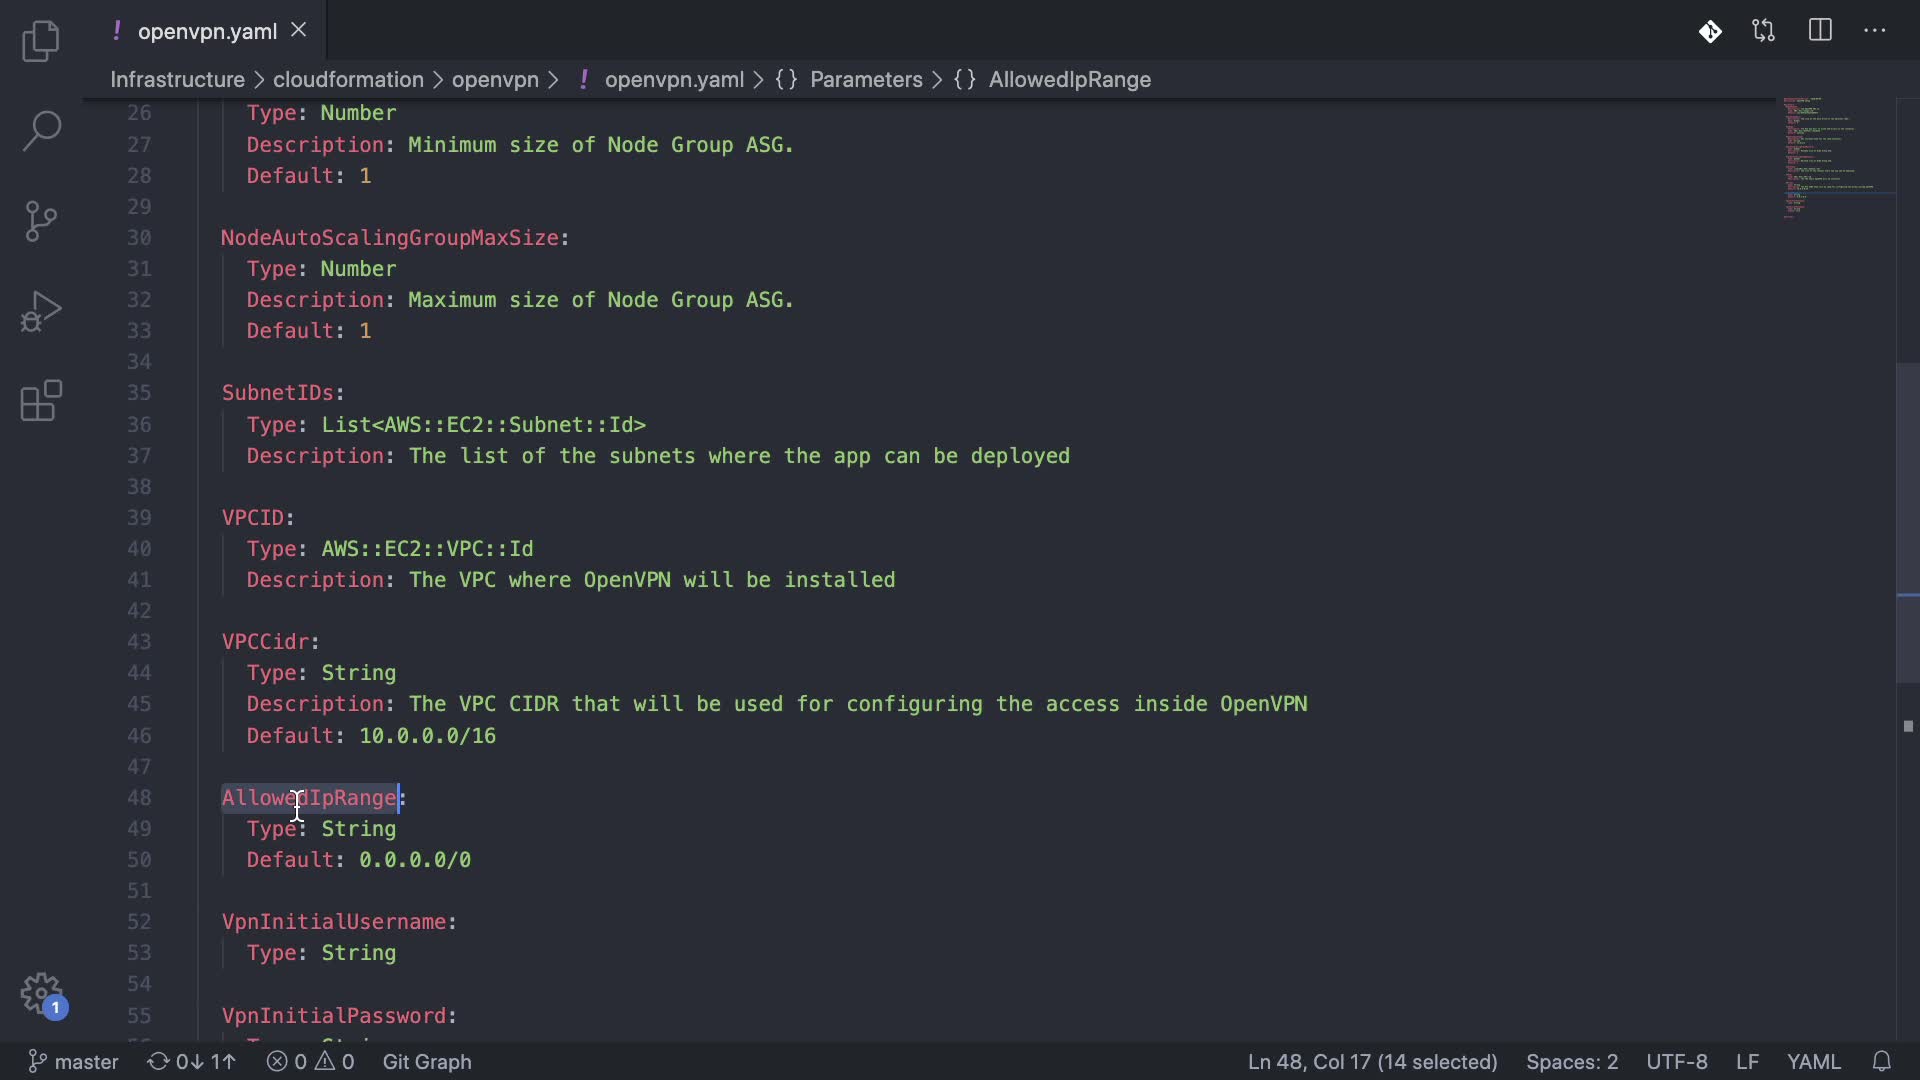 ! openvpn.yaml
Infrastructure > cloudformation > openvpn > ! openvpn.yaml > {} Parameters > {} AllowedIpRange
26 Type: Number
27 Description: Minimum size of Node Group ASG.
28 Default: 1
29
30 NodeAutoScalingGroupMaxSize:
31 Type: Number
32 Description: Maximum size of Node Group ASG.
33 Default: 1
34
35 SubnetIDs:
36 Type: List<AWS::EC2::Subnet::Id>
37 Description: The list of the subnets where the app can be deployed
38
39 VPCID:
40 Type: AWS::EC2::VPC::Id
41 Description: The VPC where OpenVPN will be installed
42
43 VPCCidr:
44 Type: String
45 Description: The VPC CIDR that will be used for configuring the access inside OpenVPN
46 Default: 10.0.0.0/16
47
48 AllowedIpRange:
49 Type: String
50 Default: 0.0.0.0/0
51
52 VpnInitialUsername:
53 Type: String
54
55 VpnInitialPassword:
1
master 0↓ 1↑ 0 0 Git Graph Ln 48, Col 17 (14 selected) Spaces: 2 UTF-8 LF YAML